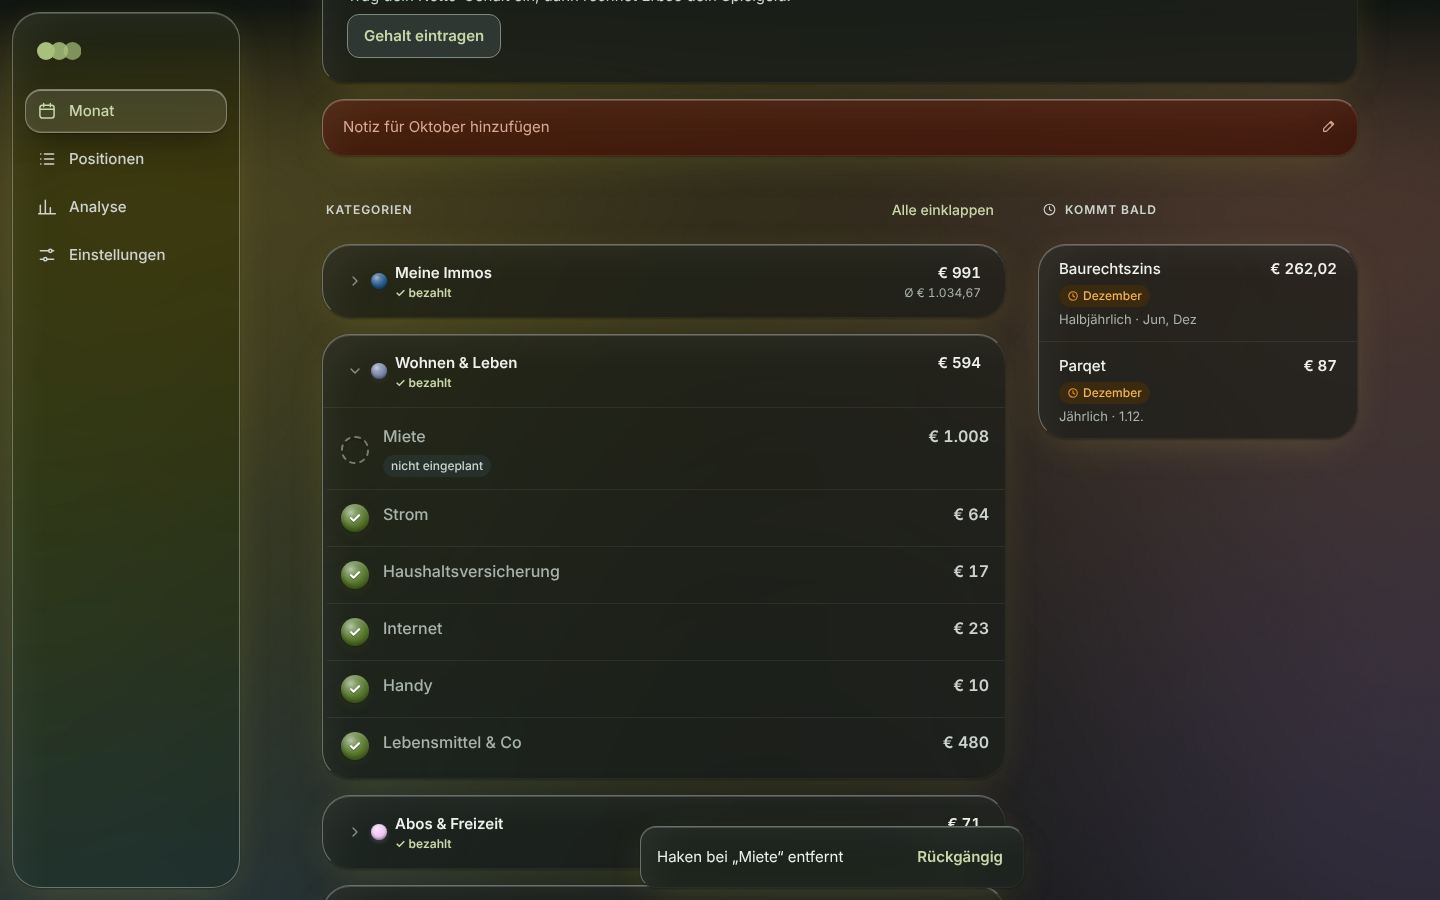 Gehalt eintragen
Notiz für Oktober hinzufügen
Monat
Positionen
Analyse
Einstellungen
KATEGORIEN
Alle einklappen
Meine Immos
€ 991
✓ bezahlt
Ø € 1.034,67
Wohnen & Leben
€ 594
✓ bezahlt
Miete
€ 1.008
nicht eingeplant
Strom
€ 64
Haushaltsversicherung
€ 17
Internet
€ 23
Handy
€ 10
Lebensmittel & Co
€ 480
Abos & Freizeit
€ 71
✓ bezahlt
KOMMT BALD
Baurechtszins
€ 262,02
Dezember
Halbjährlich · Jun, Dez
Parqet
€ 87
Dezember
Jährlich · 1.12.
Haken bei „Miete“ entfernt
Rückgängig